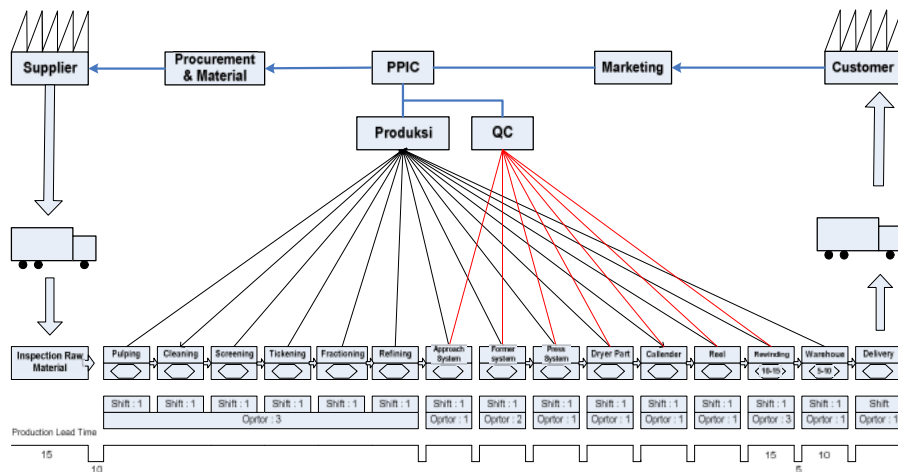 Supplier
Procurement
& Material
PPIC
Marketing
Customer
Produksi
QC
Inspection Raw
Material
Pulping
Cleaning
Screening
Tickening
Fractioning
Refining
Approach
System
Former
system
Press
System
Dryer Part
Callender
Reel
Rewinding
10-15
Warehoue
5-10
Delivery
Shift : 1
Shift : 1
Shift : 1
Shift : 1
Shift : 1
Shift : 1
Shift : 1
Shift : 1
Shift : 1
Shift : 1
Shift : 1
Shift : 1
Shift : 1
Shift : 1
Shift
Oprtor : 3
Oprtor : 1
Oprtor : 2
Oprtor : 1
Oprtor : 1
Oprtor : 1
Oprtor : 1
Oprtor : 3
Oprtor : 1
Oprtor : 1
Production Lead Time
15
10
15
5
10